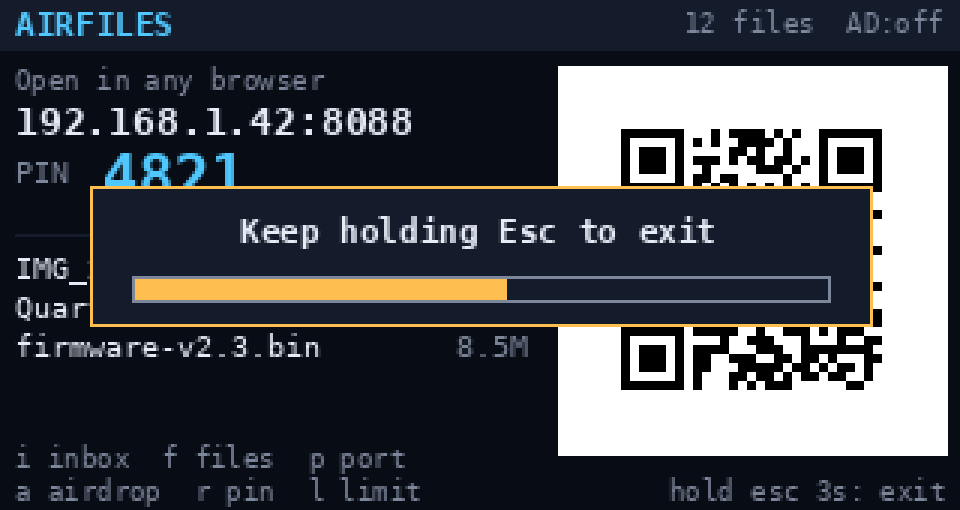 AIRFILES 12 files AD:off
Open in any browser
192.168.1.42:8088
PIN 4821
Keep holding Esc to exit
IMG_
firmware-v2.3.bin 8.5M
i inbox f files p port
a airdrop r pin l limit
hold esc 3s: exit